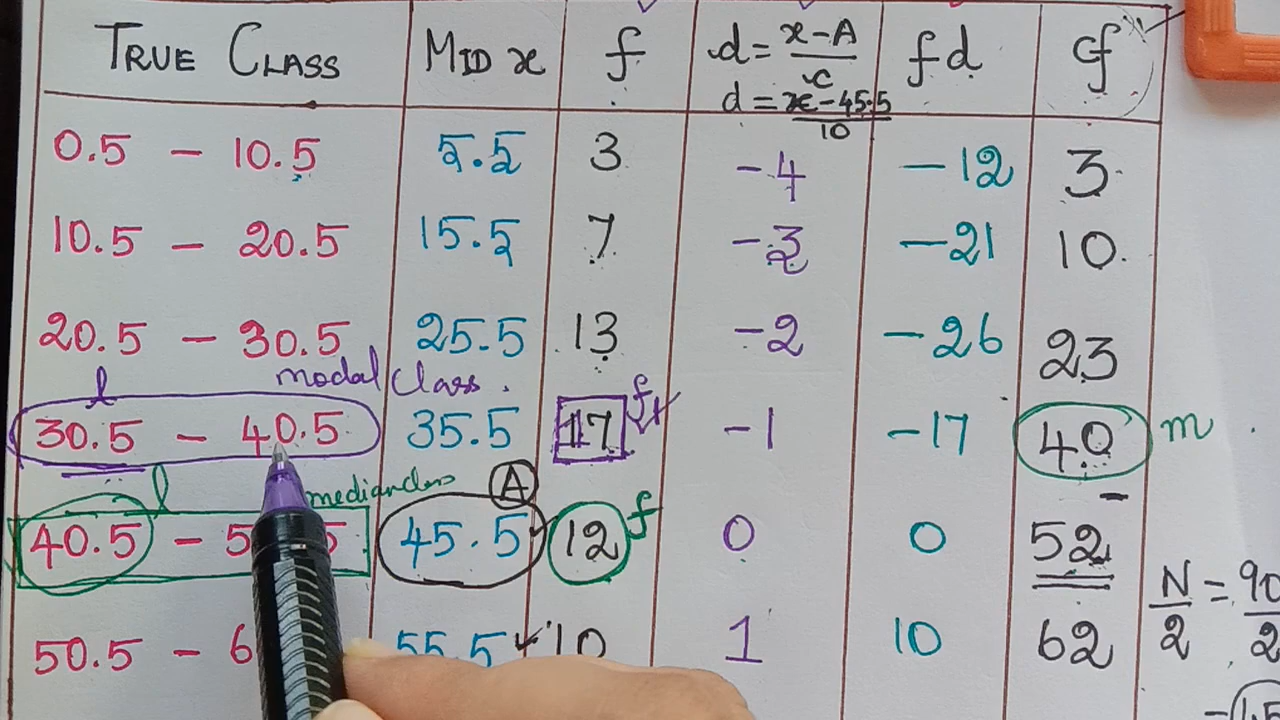 TRUE CLASS MID x f d = x-A/C fd cf
d = x-45.5/10
0.5 - 10.5 5.5 3 -4 -12 3
10.5 - 20.5 15.5 7 -3 -21 10
20.5 - 30.5 25.5 13 -2 -26 23
l modal Class.
30.5 - 40.5 35.5 17 f1 -1 -17 40 m
l median class A
40.5 - 5 5 45.5 12 f 0 0 52
N/2 = 90/2
50.5 - 6 55.5 10 1 10 62